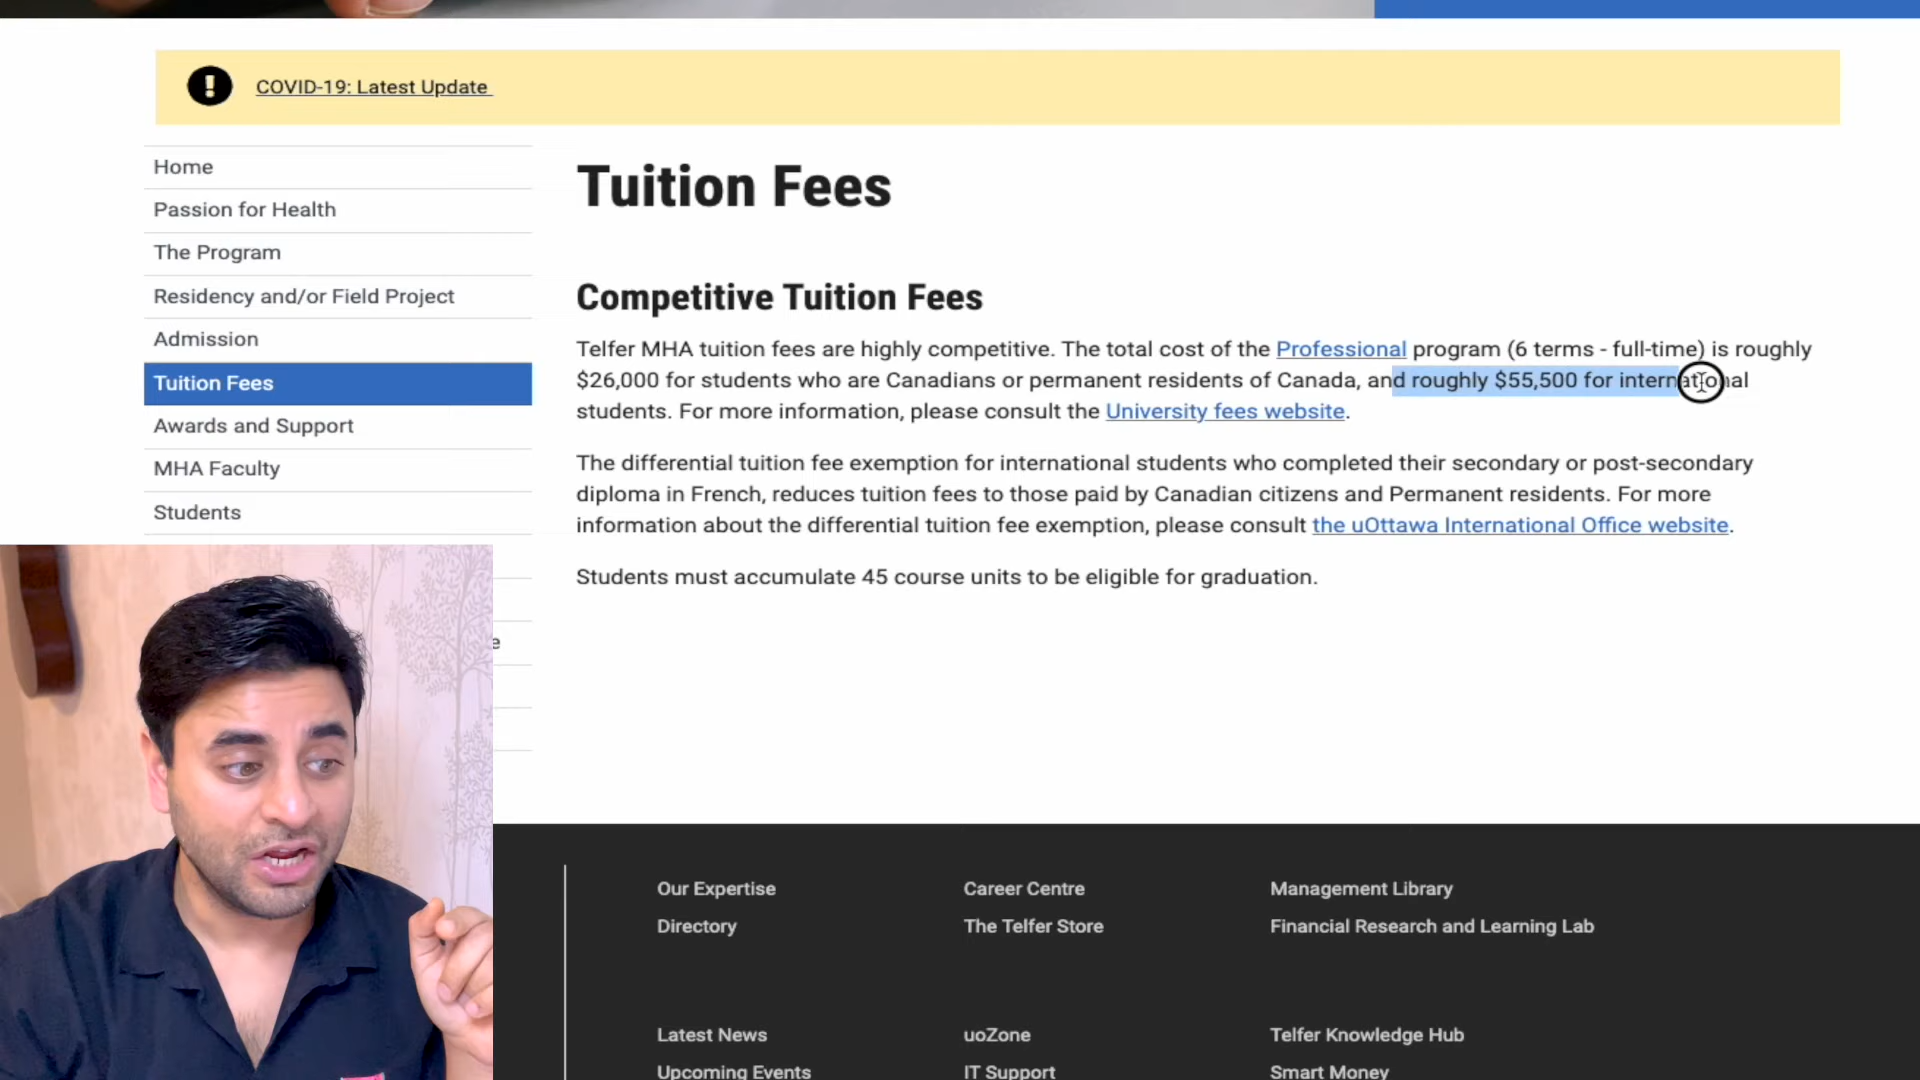 COVID-19: Latest Update
Home
Passion for Health
The Program
Residency and/or Field Project
Admission
Tuition Fees
Awards and Support
MHA Faculty
Students
e
Tuition Fees
Competitive Tuition Fees
Telfer MHA tuition fees are highly competitive. The total cost of the Professional program (6 terms - full-time) is roughly
$26,000 for students who are Canadians or permanent residents of Canada, and roughly $55,500 for international
students. For more information, please consult the University fees website.
The differential tuition fee exemption for international students who completed their secondary or post-secondary
diploma in French, reduces tuition fees to those paid by Canadian citizens and Permanent residents. For more
information about the differential tuition fee exemption, please consult the uOttawa International Office website.
Students must accumulate 45 course units to be eligible for graduation.
Our Expertise
Career Centre
Management Library
Directory
The Telfer Store
Financial Research and Learning Lab
Latest News
uoZone
Telfer Knowledge Hub
Upcoming Events
IT Support
Smart Money